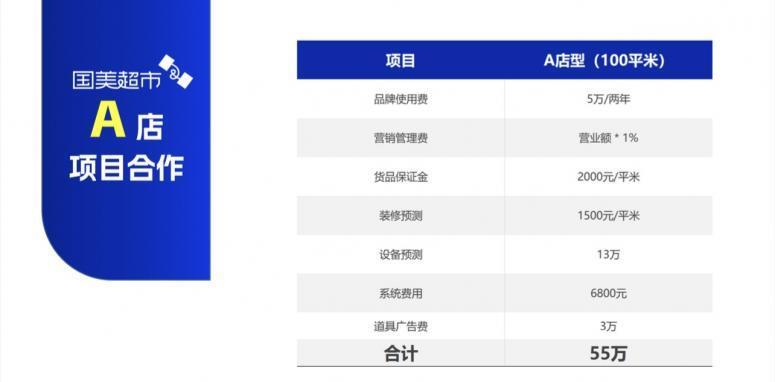 国美超市
A 店
项目合作
项目 A店型（100平米）
品牌使用费 5万/两年
营销管理费 营业额 * 1%
货品保证金 2000元/平米
装修预测 1500元/平米
设备预测 13万
系统费用 6800元
道具广告费 3万
合计 55万